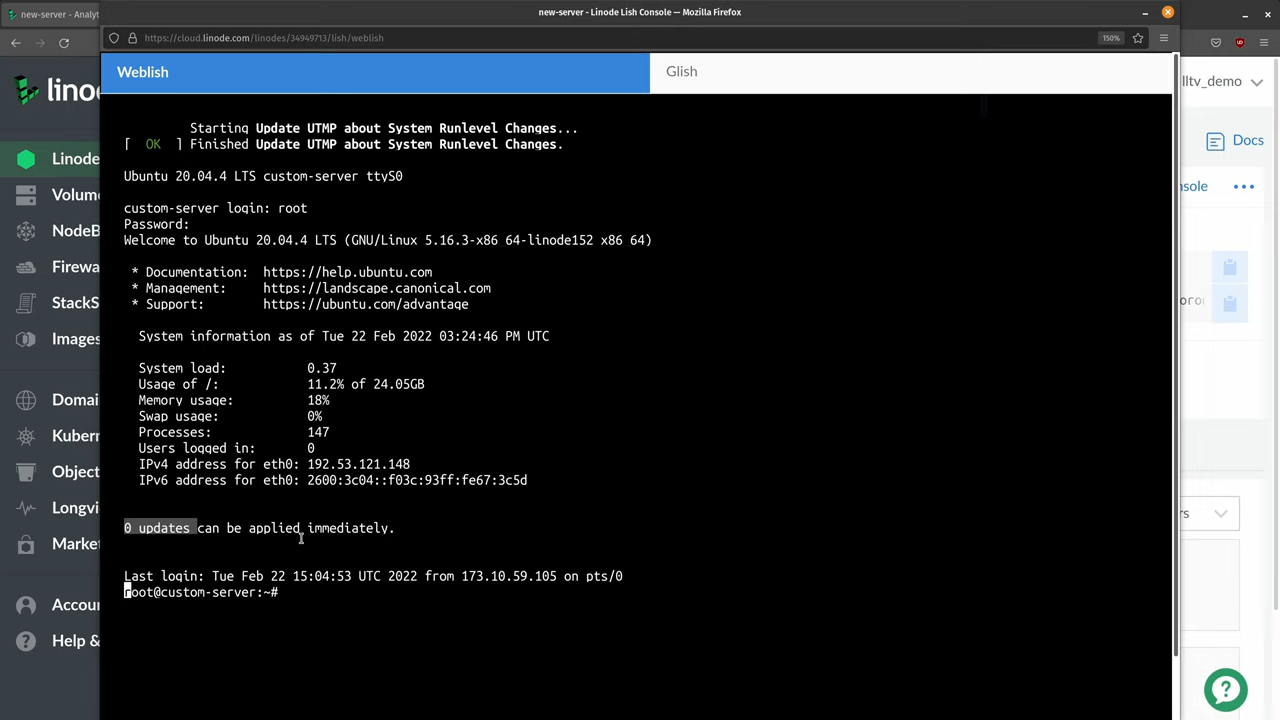 new-server - Analyt
new-server - Linode Lish Console — Mozilla Firefox
https://cloud.linode.com/linodes/34949713/lish/weblish
150%
Weblish
Glish
lino
lltv_demo
Docs
Linode
Volum
NodeB
Firewa
StackS
Images
Domai
Kubern
Object
Longvi
Market
Accou
Help &
Starting Update UTMP about System Runlevel Changes...
[ OK ] Finished Update UTMP about System Runlevel Changes.
Ubuntu 20.04.4 LTS custom-server ttyS0
custom-server login: root
Password:
Welcome to Ubuntu 20.04.4 LTS (GNU/Linux 5.16.3-x86 64-linode152 x86 64)
* Documentation: https://help.ubuntu.com
* Management: https://landscape.canonical.com
* Support: https://ubuntu.com/advantage
System information as of Tue 22 Feb 2022 03:24:46 PM UTC
System load: 0.37
Usage of /: 11.2% of 24.05GB
Memory usage: 18%
Swap usage: 0%
Processes: 147
Users logged in: 0
IPv4 address for eth0: 192.53.121.148
IPv6 address for eth0: 2600:3c04::f03c:93ff:fe67:3c5d
0 updates can be applied immediately.
Last login: Tue Feb 22 15:04:53 UTC 2022 from 173.10.59.105 on pts/0
root@custom-server:~#
nsole
oro
rs